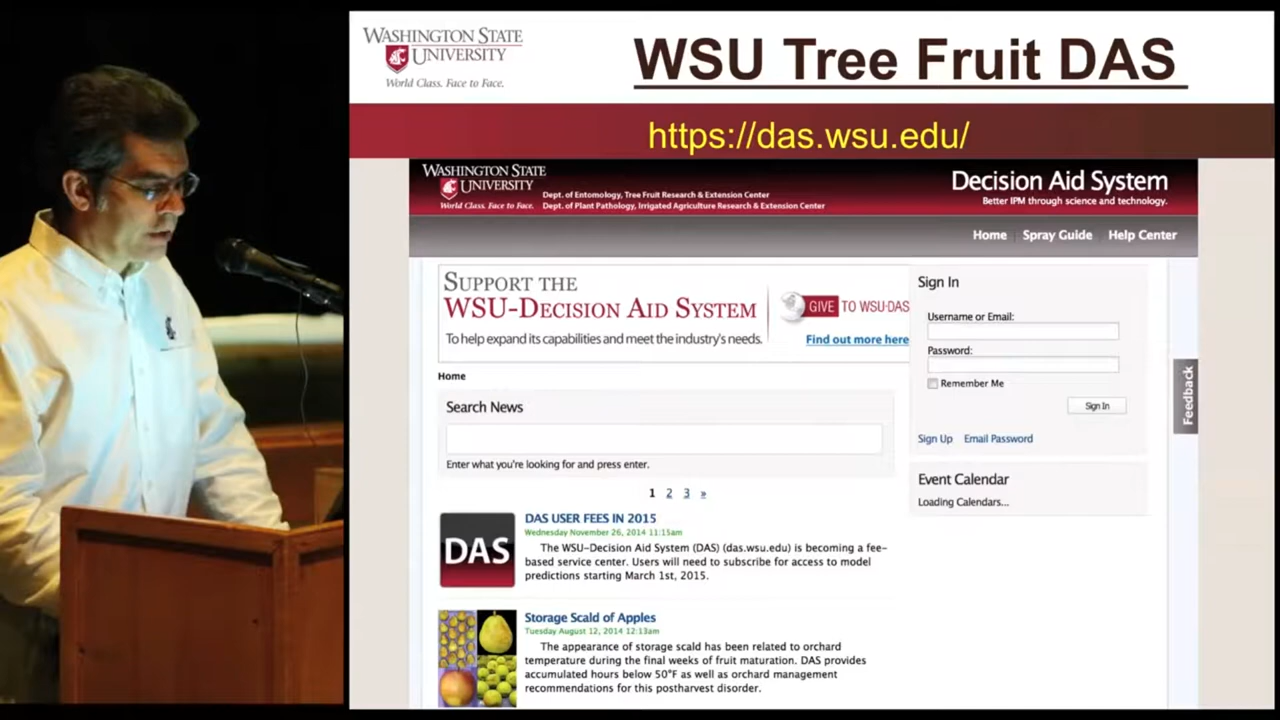 WASHINGTON STATE
UNIVERSITY
World Class. Face to Face.
WSU Tree Fruit DAS
https://das.wsu.edu/
WASHINGTON STATE
UNIVERSITY
World Class. Face to Face.
Dept. of Entomology, Tree Fruit Research & Extension Center
Dept. of Plant Pathology, Irrigated Agriculture Research & Extension Center
Decision Aid System
Better IPM through science and technology.
Home Spray Guide Help Center
SUPPORT THE
WSU-DECISION AID SYSTEM
To help expand its capabilities and meet the industry's needs.
GIVE TO WSU-DAS
Find out more here
Sign In
Username or Email:
Password:
Remember Me
Sign In
Sign Up Email Password
Feedback
Event Calendar
Loading Calendars...
Home
Search News
Enter what you're looking for and press enter.
1 2 3 »
DAS
DAS USER FEES IN 2015
Wednesday November 26, 2014 11:15am
The WSU-Decision Aid System (DAS) (das.wsu.edu) is becoming a fee-
based service center. Users will need to subscribe for access to model
predictions starting March 1st, 2015.
Storage Scald of Apples
Tuesday August 12, 2014 12:13am
The appearance of storage scald has been related to orchard
temperature during the final weeks of fruit maturation. DAS provides
accumulated hours below 50°F as well as orchard management
recommendations for this postharvest disorder.